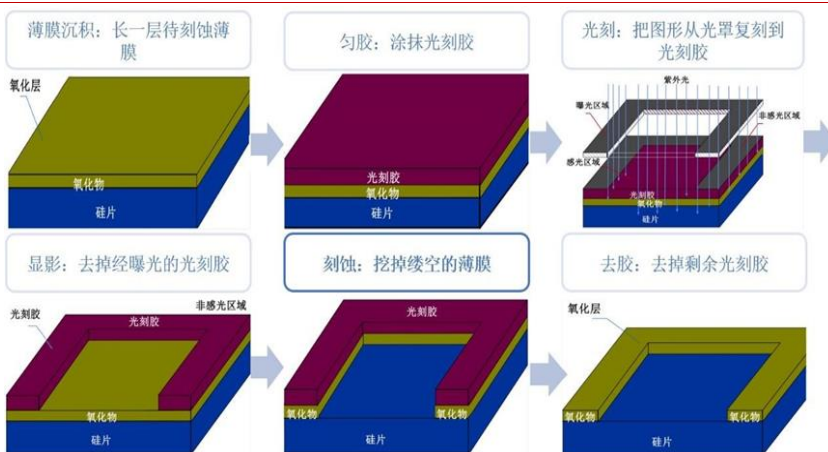 薄膜沉积：长一层待刻蚀薄
膜
匀胶：涂抹光刻胶
光刻：把图形从光罩复刻到
光刻胶
氧化层
氧化物
硅片
光刻胶
氧化物
硅片
紫外光
曝光区域
非感光区域
感光区域
光刻胶
氧化物
硅片
显影：去掉经曝光的光刻胶
刻蚀：挖掉缕空的薄膜
去胶：去掉剩余光刻胶
非感光区域
光刻胶
光刻胶
氧化物
硅片
光刻胶
氧化物
氧化物
硅片
氧化层
氧化物
氧化物
硅片